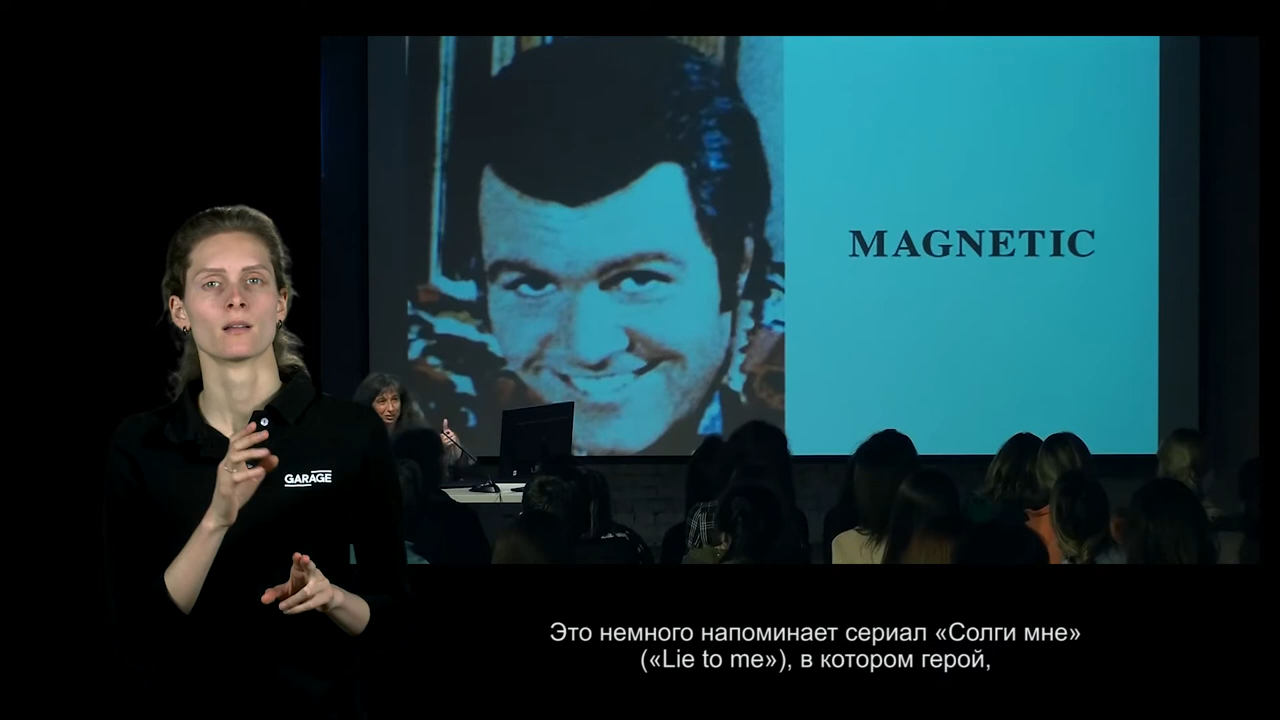 MAGNETIC
GARAGE
Это немного напоминает сериал «Солги мне»
(«Lie to me»), в котором герой,